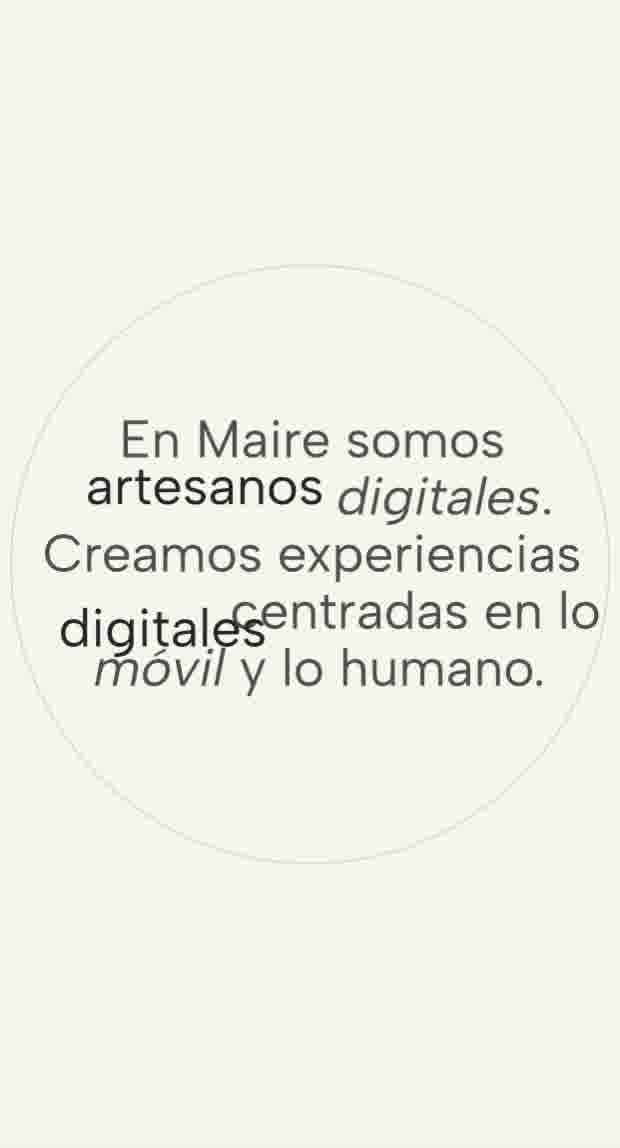 En Maire somos
artesanos digitales.
Creamos experiencias
digitales centradas en lo
móvil y lo humano.